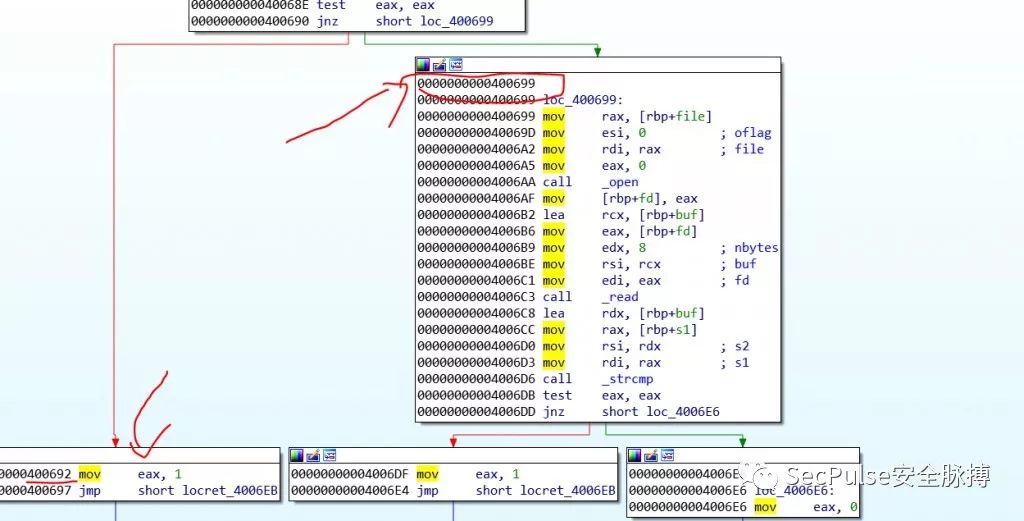 000000000040068E test eax, eax
0000000000400690 jnz short loc_400699
0000000000400699
0000000000400699 loc_400699:
0000000000400699 mov rax, [rbp+file]
000000000040069D mov esi, 0 ; oflag
00000000004006A2 mov rdi, rax ; file
00000000004006A5 mov eax, 0
00000000004006AA call _open
00000000004006AF mov [rbp+fd], eax
00000000004006B2 lea rcx, [rbp+buf]
00000000004006B6 mov eax, [rbp+fd]
00000000004006B9 mov edx, 8 ; nbytes
00000000004006BE mov rsi, rcx ; buf
00000000004006C1 mov edi, eax ; fd
00000000004006C3 call _read
00000000004006C8 lea rdx, [rbp+buf]
00000000004006CC mov rax, [rbp+s1]
00000000004006D0 mov rsi, rdx ; s2
00000000004006D3 mov rdi, rax ; s1
00000000004006D6 call _strcmp
00000000004006DB test eax, eax
00000000004006DD jnz short loc_4006E6
0000400692 mov eax, 1
0000400697 jmp short locret_4006EB
00000000004006DF mov eax, 1
00000000004006E4 jmp short locret_4006EB
00000000004006E6 loc_4006E6:
00000000004006E6 mov eax, 0
SecPulse安全脉搏